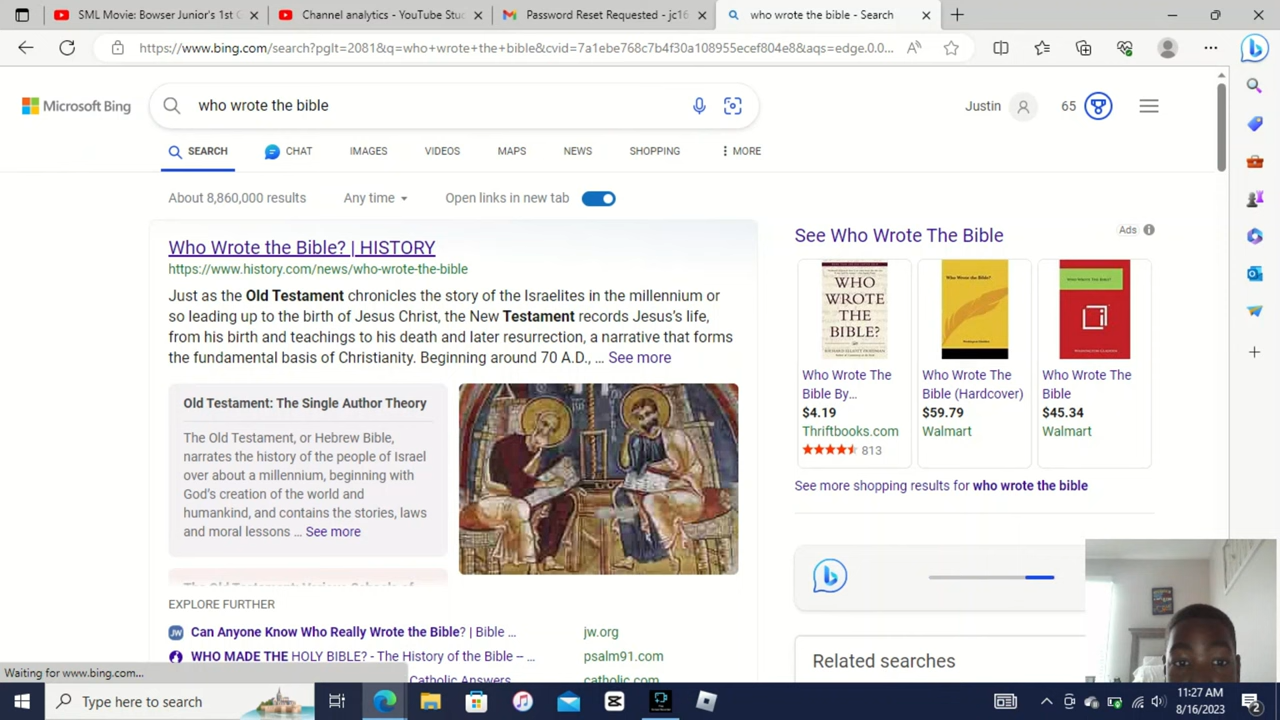 SML Movie: Bowser Junior's 1st G
Channel analytics - YouTube Stud
Password Reset Requested - jc16
who wrote the bible - Search
https://www.bing.com/search?pglt=2081&q=who+wrote+the+bible&cvid=7a1ebe768c7b4f30a108955ecef804e8&aqs=edge.0.0...
Microsoft Bing
who wrote the bible
Justin
65
SEARCH
CHAT
IMAGES
VIDEOS
MAPS
NEWS
SHOPPING
MORE
About 8,860,000 results
Any time
Open links in new tab
Who Wrote the Bible? | HISTORY
https://www.history.com/news/who-wrote-the-bible
Just as the Old Testament chronicles the story of the Israelites in the millennium or
so leading up to the birth of Jesus Christ, the New Testament records Jesus's life,
from his birth and teachings to his death and later resurrection, a narrative that forms
the fundamental basis of Christianity. Beginning around 70 A.D., ... See more
Old Testament: The Single Author Theory
The Old Testament, or Hebrew Bible,
narrates the history of the people of Israel
over about a millennium, beginning with
God's creation of the world and
humankind, and contains the stories, laws
and moral lessons ... See more
EXPLORE FURTHER
Can Anyone Know Who Really Wrote the Bible? | Bible ...
jw.org
WHO MADE THE HOLY BIBLE? - The History of the Bible – ...
psalm91.com
Catholic Answers
catholic.com
See Who Wrote The Bible
Ads
WHO
WROTE
THE
BIBLE?
RICHARD ELLIOTT FRIEDMAN
Who Wrote The
Bible By...
$4.19
Thriftbooks.com
813
Who Wrote the Bible?
Who Wrote The
Bible (Hardcover)
$59.79
Walmart
Who Wrote The
Bible
$45.34
Walmart
See more shopping results for who wrote the bible
Related searches
Waiting for www.bing.com...
Type here to search
11:27 AM
8/16/2023
2